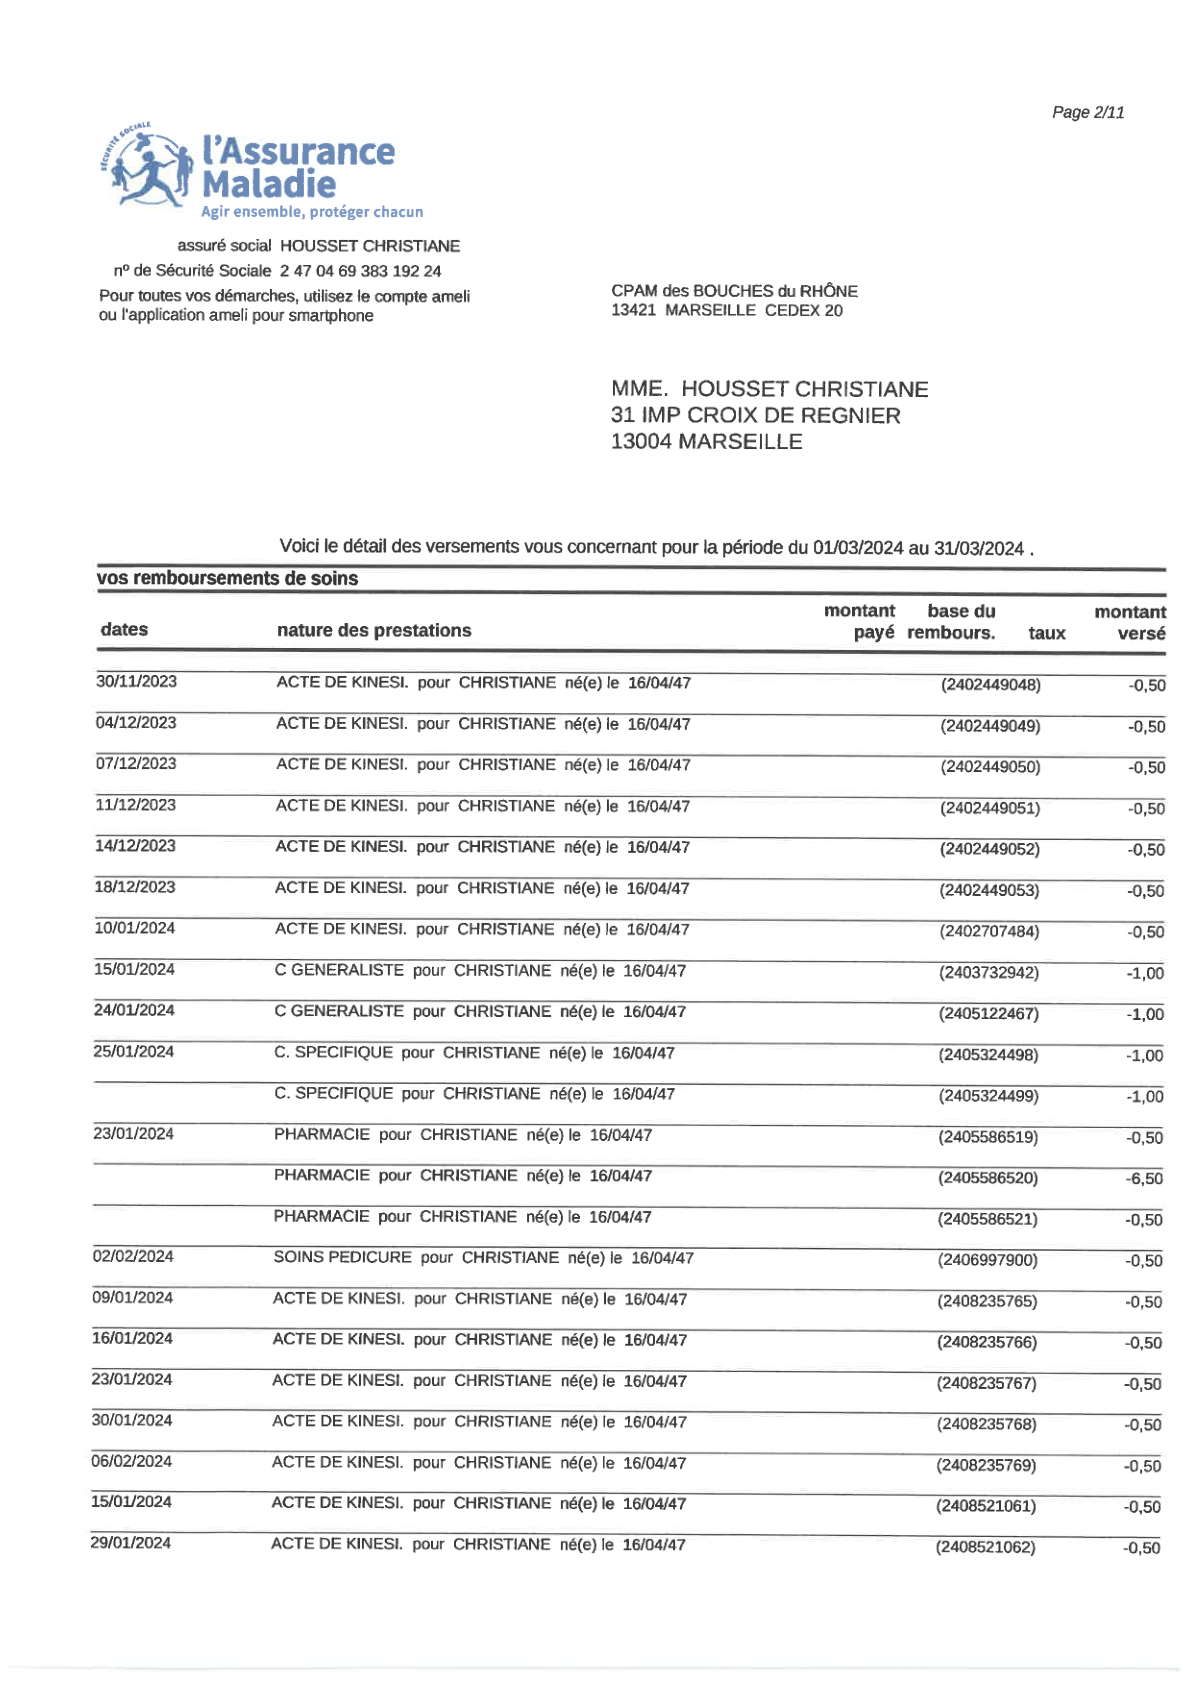 Page 2/11
SÉCURITÉ SOCIALE
l'Assurance
Maladie
Agir ensemble, protéger chacun
assuré social HOUSSET CHRISTIANE
nº de Sécurité Sociale 2 47 04 69 383 192 24
Pour toutes vos démarches, utilisez le compte ameli
ou l'application ameli pour smartphone
CPAM des BOUCHES du RHÔNE
13421 MARSEILLE CEDEX 20
MME. HOUSSET CHRISTIANE
31 IMP CROIX DE REGNIER
13004 MARSEILLE
Voici le détail des versements vous concernant pour la période du 01/03/2024 au 31/03/2024 .
vos remboursements de soins
montant base du montant
dates nature des prestations payé rembours. taux versé
30/11/2023 ACTE DE KINESI. pour CHRISTIANE né(e) le 16/04/47 (2402449048) -0,50
04/12/2023 ACTE DE KINESI. pour CHRISTIANE né(e) le 16/04/47 (2402449049) -0,50
07/12/2023 ACTE DE KINESI. pour CHRISTIANE né(e) le 16/04/47 (2402449050) -0,50
11/12/2023 ACTE DE KINESI. pour CHRISTIANE né(e) le 16/04/47 (2402449051) -0,50
14/12/2023 ACTE DE KINESI. pour CHRISTIANE né(e) le 16/04/47 (2402449052) -0,50
18/12/2023 ACTE DE KINESI. pour CHRISTIANE né(e) le 16/04/47 (2402449053) -0,50
10/01/2024 ACTE DE KINESI. pour CHRISTIANE né(e) le 16/04/47 (2402707484) -0,50
15/01/2024 C GENERALISTE pour CHRISTIANE né(e) le 16/04/47 (2403732942) -1,00
24/01/2024 C GENERALISTE pour CHRISTIANE né(e) le 16/04/47 (2405122467) -1,00
25/01/2024 C. SPECIFIQUE pour CHRISTIANE né(e) le 16/04/47 (2405324498) -1,00
C. SPECIFIQUE pour CHRISTIANE né(e) le 16/04/47 (2405324499) -1,00
23/01/2024 PHARMACIE pour CHRISTIANE né(e) le 16/04/47 (2405586519) -0,50
PHARMACIE pour CHRISTIANE né(e) le 16/04/47 (2405586520) -6,50
PHARMACIE pour CHRISTIANE né(e) le 16/04/47 (2405586521) -0,50
02/02/2024 SOINS PEDICURE pour CHRISTIANE né(e) le 16/04/47 (2406997900) -0,50
09/01/2024 ACTE DE KINESI. pour CHRISTIANE né(e) le 16/04/47 (2408235765) -0,50
16/01/2024 ACTE DE KINESI. pour CHRISTIANE né(e) le 16/04/47 (2408235766) -0,50
23/01/2024 ACTE DE KINESI. pour CHRISTIANE né(e) le 16/04/47 (2408235767) -0,50
30/01/2024 ACTE DE KINESI. pour CHRISTIANE né(e) le 16/04/47 (2408235768) -0,50
06/02/2024 ACTE DE KINESI. pour CHRISTIANE né(e) le 16/04/47 (2408235769) -0,50
15/01/2024 ACTE DE KINESI. pour CHRISTIANE né(e) le 16/04/47 (2408521061) -0,50
29/01/2024 ACTE DE KINESI. pour CHRISTIANE né(e) le 16/04/47 (2408521062) -0,50